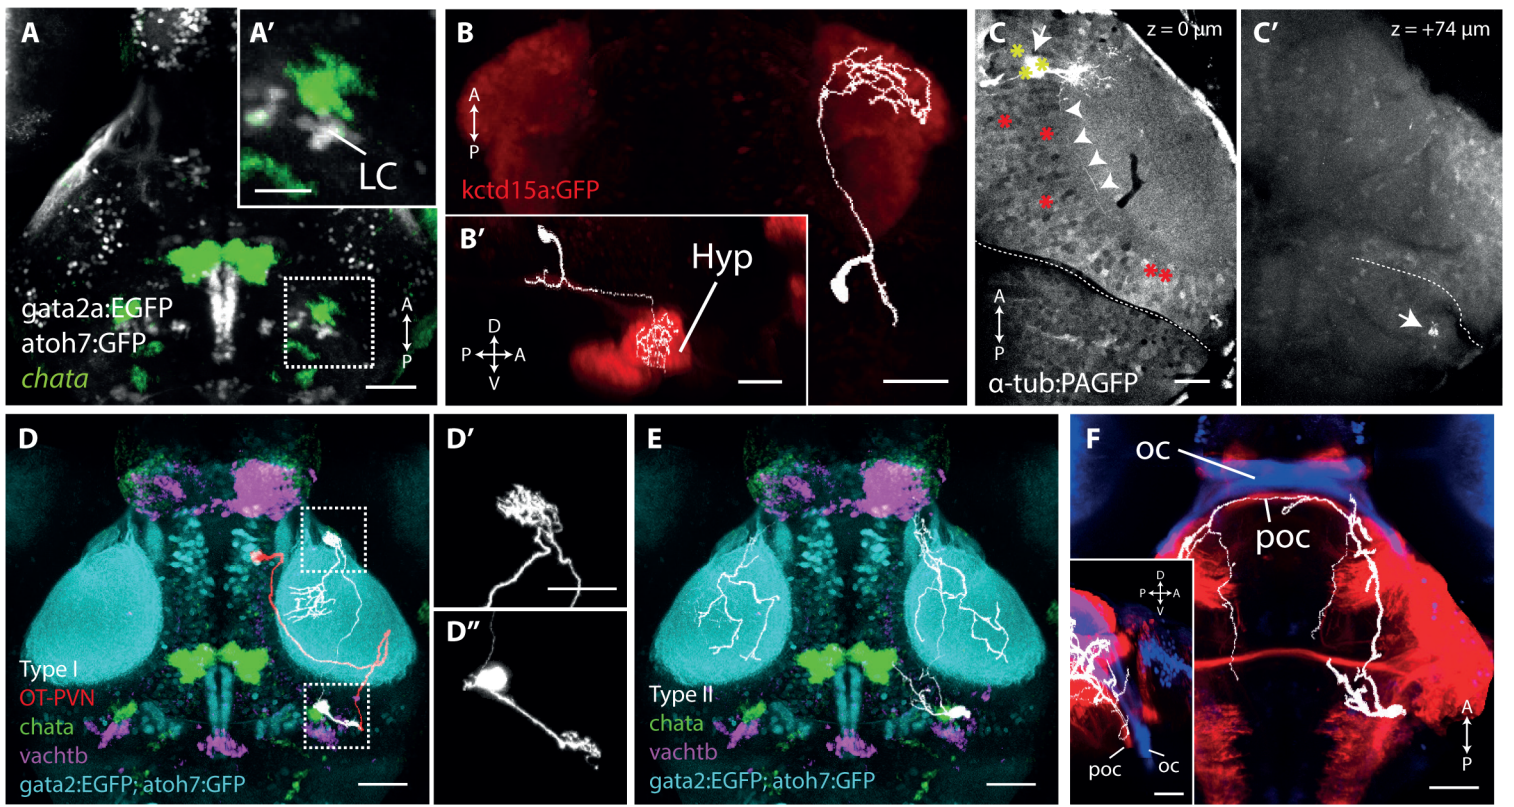 A
A’
LC
gata2a:EGFP
atoh7:GFP
chata
A
P
B
A
P
kctd15a:GFP
B’
Hyp
D
P
A
V
C
z = 0 µm
A
P
α-tub:PAGFP
C’
z = +74 µm
D
Type I
OT-PVN
chata
vachtb
gata2:EGFP; atoh7:GFP
D’
D”
E
Type II
chata
vachtb
gata2:EGFP; atoh7:GFP
F
oc
poc
D
P
A
V
poc
oc
A
P